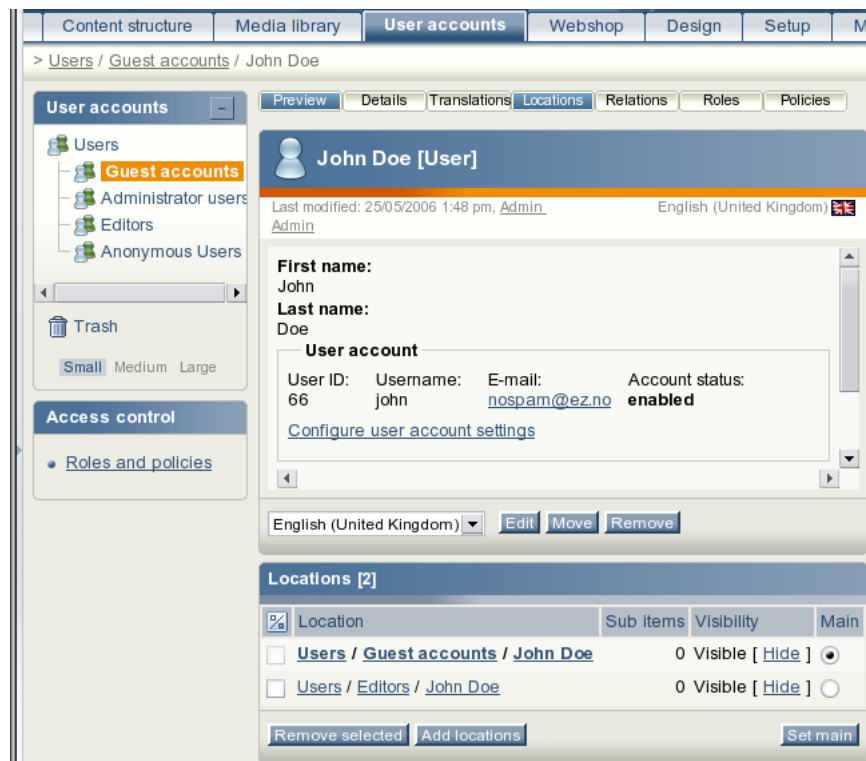 Content structure Media library User accounts Webshop Design Setup M
> Users / Guest accounts / John Doe
User accounts -
Users
Guest accounts
Administrator users
Editors
Anonymous Users
Trash
Small Medium Large
Access control
Roles and policies
Preview Details Translations Locations Relations Roles Policies
John Doe [User]
Last modified: 25/05/2006 1:48 pm, Admin English (United Kingdom)
Admin
First name:
John
Last name:
Doe
User account
User ID: Username: E-mail: Account status:
66 john nospam@ez.no enabled
Configure user account settings
English (United Kingdom) Edit Move Remove
Locations [2]
Location Sub items Visibility Main
Users / Guest accounts / John Doe 0 Visible [ Hide ]
Users / Editors / John Doe 0 Visible [ Hide ]
Remove selected Add locations Set main